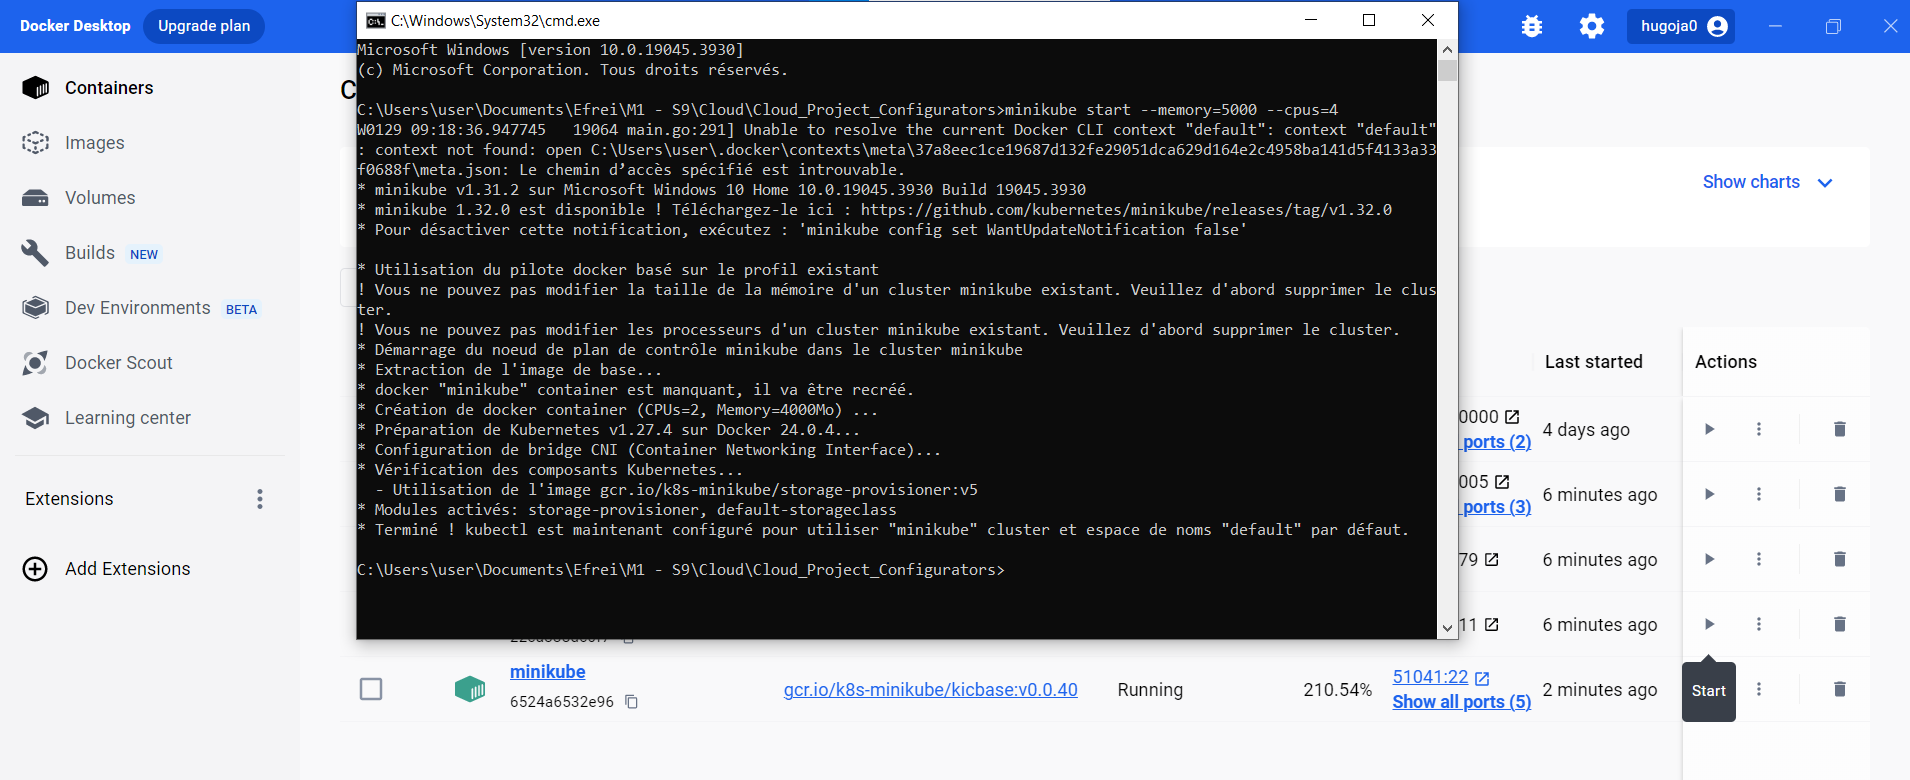 Docker Desktop
Upgrade plan
hugoja0
Containers
Images
Volumes
Builds NEW
Dev Environments BETA
Docker Scout
Learning center
Extensions
Add Extensions
C:\Windows\System32\cmd.exe
Microsoft Windows [version 10.0.19045.3930]
(c) Microsoft Corporation. Tous droits réservés.
C:\Users\user\Documents\Efrei\M1 - S9\Cloud\Cloud_Project_Configurators>minikube start --memory=5000 --cpus=4
W0129 09:18:36.947745   19064 main.go:291] Unable to resolve the current Docker CLI context "default": context "default"
: context not found: open C:\Users\user\.docker\contexts\meta\37a8eec1ce19687d132fe29051dca629d164e2c4958ba141d5f4133a33
f0688f\meta.json: Le chemin d’accès spécifié est introuvable.
* minikube v1.31.2 sur Microsoft Windows 10 Home 10.0.19045.3930 Build 19045.3930
* minikube 1.32.0 est disponible ! Téléchargez-le ici : https://github.com/kubernetes/minikube/releases/tag/v1.32.0
* Pour désactiver cette notification, exécutez : 'minikube config set WantUpdateNotification false'
* Utilisation du pilote docker basé sur le profil existant
! Vous ne pouvez pas modifier la taille de la mémoire d'un cluster minikube existant. Veuillez d'abord supprimer le clus
ter.
! Vous ne pouvez pas modifier les processeurs d'un cluster minikube existant. Veuillez d'abord supprimer le cluster.
* Démarrage du noeud de plan de contrôle minikube dans le cluster minikube
* Extraction de l'image de base...
* docker "minikube" container est manquant, il va être recréé.
* Création de docker container (CPUs=2, Memory=4000Mo) ...
* Préparation de Kubernetes v1.27.4 sur Docker 24.0.4...
* Configuration de bridge CNI (Container Networking Interface)...
* Vérification des composants Kubernetes...
  - Utilisation de l'image gcr.io/k8s-minikube/storage-provisioner:v5
* Modules activés: storage-provisioner, default-storageclass
* Terminé ! kubectl est maintenant configuré pour utiliser "minikube" cluster et espace de noms "default" par défaut.
C:\Users\user\Documents\Efrei\M1 - S9\Cloud\Cloud_Project_Configurators>
C
Show charts
Last started Actions
0000
ports (2) 4 days ago
005
ports (3) 6 minutes ago
79 6 minutes ago
11 6 minutes ago
minikube
6524a6532e96
gcr.io/k8s-minikube/kicbase:v0.0.40 Running 210.54%
51041:22
Show all ports (5)
2 minutes ago
Start